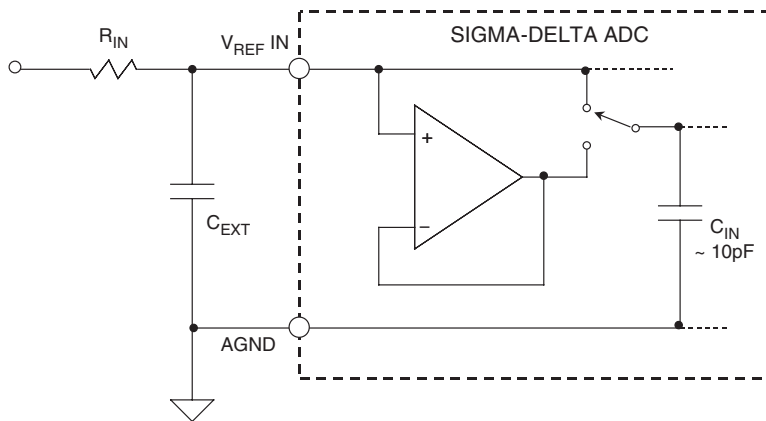 SIGMA-DELTA ADC
R_IN
V_REF IN
+
−
C_EXT
C_IN
~ 10pF
AGND